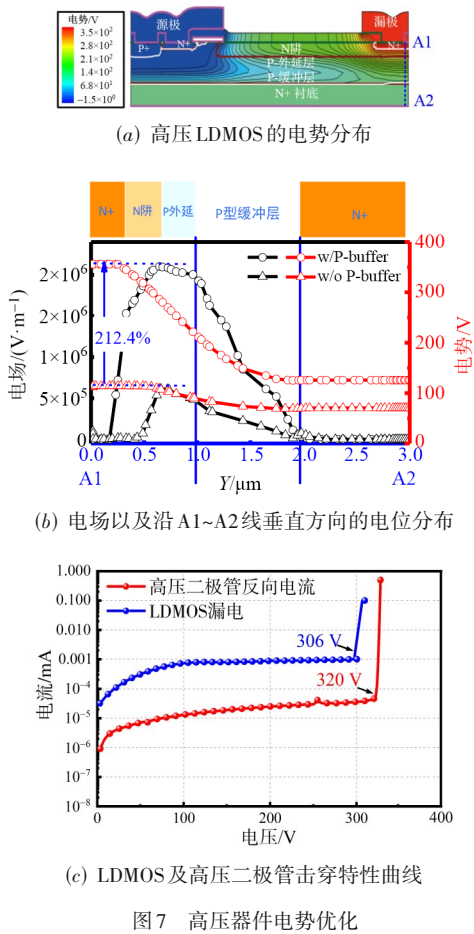 电势/V
3.5×10²
2.8×10²
2.1×10²
1.4×10²
6.8×10¹
−1.5×10⁰
源极
漏极
P+
N+
N阱
N+
A1
P-外延层
P-缓冲层
N+ 衬底
A2
(a) 高压LDMOS的电势分布
N+
N阱
P外延
P型缓冲层
N+
2×10⁶
2×10⁶
1×10⁶
5×10⁵
0
电场/(V·m⁻¹)
212.4%
w/P-buffer
w/o P-buffer
400
300
200
100
0
电势/V
0.0
0.5
1.0
1.5
2.0
2.5
3.0
A1
Y/μm
A2
(b) 电场以及沿A1~A2线垂直方向的电位分布
1.000
0.100
0.010
0.001
10⁻⁴
10⁻⁵
10⁻⁶
10⁻⁷
10⁻⁸
电流/mA
高压二极管反向电流
LDMOS漏电
306 V
320 V
0
100
200
300
400
电压/V
(c) LDMOS及高压二极管击穿特性曲线
图7 高压器件电势优化